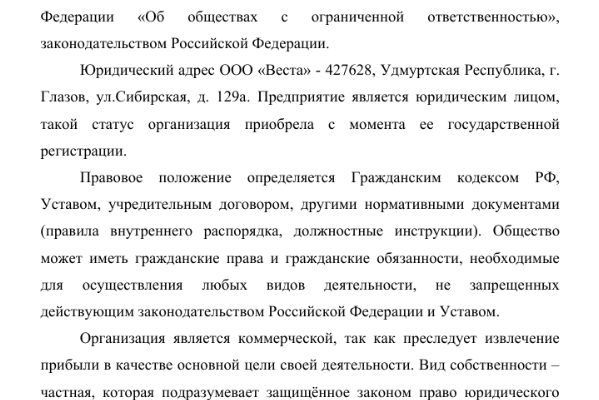 Федерации «Об обществах с ограниченной ответственностью»,
законодательством Российской Федерации.
Юридический адрес ООО «Веста» - 427628, Удмуртская Республика, г.
Глазов, ул.Сибирская, д. 129а. Предприятие является юридическим лицом,
такой статус организация приобрела с момента ее государственной
регистрации.
Правовое положение определяется Гражданским кодексом РФ,
Уставом, учредительным договором, другими нормативными документами
(правила внутреннего распорядка, должностные инструкции). Общество
может иметь гражданские права и гражданские обязанности, необходимые
для осуществления любых видов деятельности, не запрещенных
действующим законодательством Российской Федерации и Уставом.
Организация является коммерческой, так как преследует извлечение
прибыли в качестве основной цели своей деятельности. Вид собственности –
частная, которая подразумевает защищённое законом право юридического